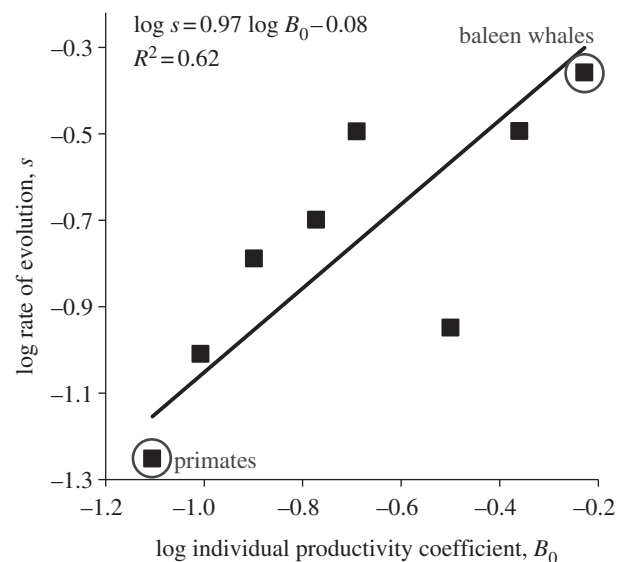 log s = 0.97 log B₀ – 0.08
R² = 0.62
baleen whales
primates
log rate of evolution, s
–0.3
–0.5
–0.7
–0.9
–1.1
–1.3
–1.2 –1.0 –0.8 –0.6 –0.4 –0.2
log individual productivity coefficient, B₀